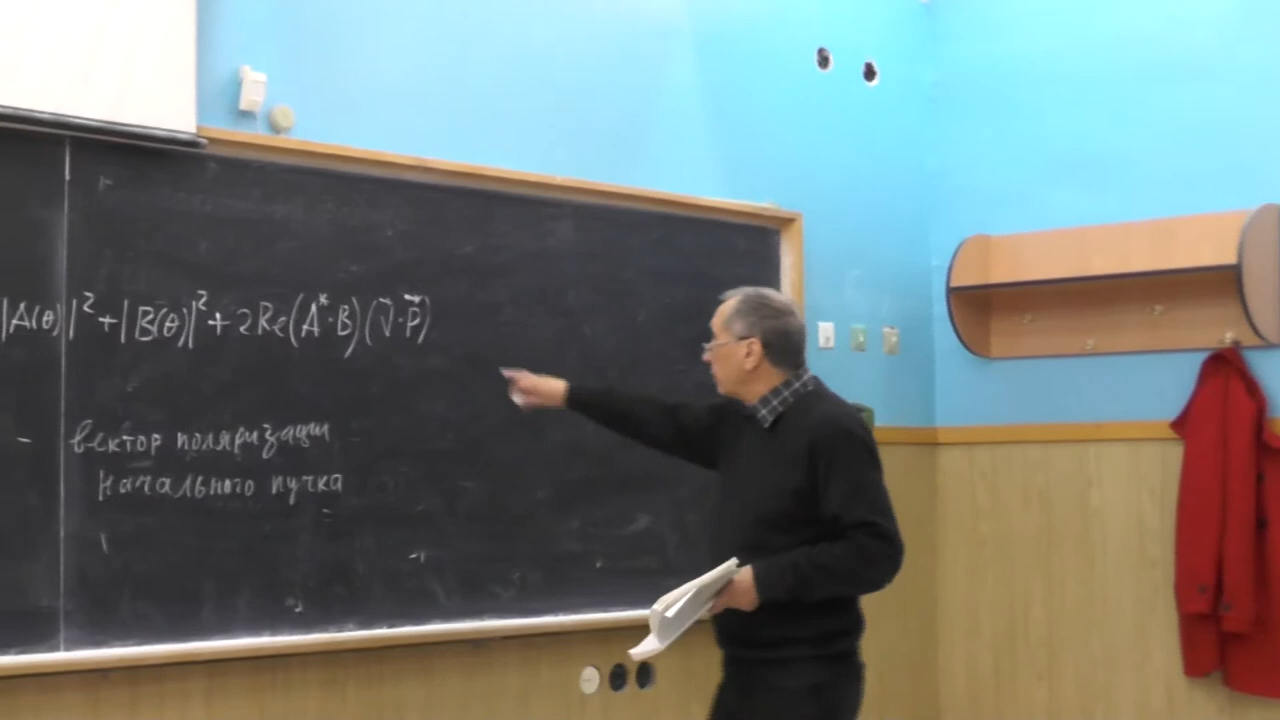 |A(θ)|² + |B(θ)|² + 2Re(A*·B)(ν⃗·P⃗)
– вектор поляризации
начального пучка